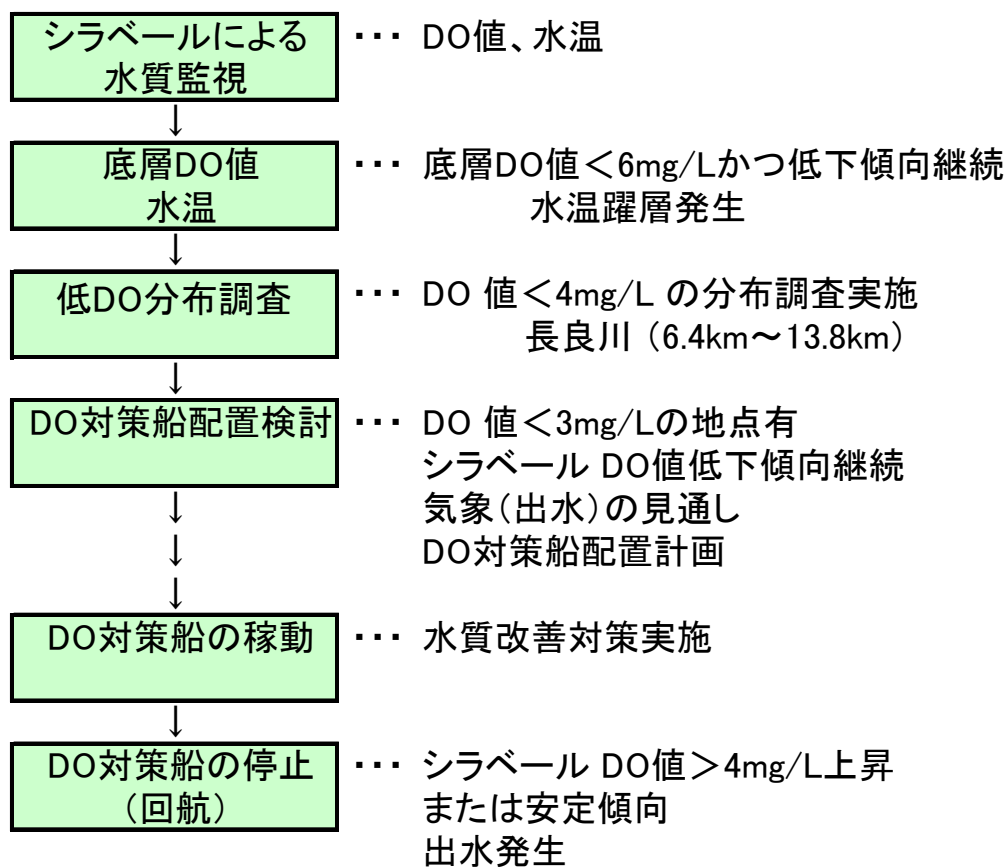 シラベールによる ・・・ DO値、水温
水質監視
↓
底層DO値 ・・・ 底層DO値＜6mg/Lかつ低下傾向継続
水温 水温躍層発生
↓
低DO分布調査 ・・・ DO 値＜4mg/L の分布調査実施
長良川（6.4km～13.8km）
↓
DO対策船配置検討 ・・・ DO 値＜3mg/Lの地点有
シラベール DO値低下傾向継続
↓ 気象（出水）の見通し
↓ DO対策船配置計画
↓
DO対策船の稼動 ・・・ 水質改善対策実施
↓
DO対策船の停止 ・・・ シラベール DO値＞4mg/L上昇
（回航） または安定傾向
出水発生